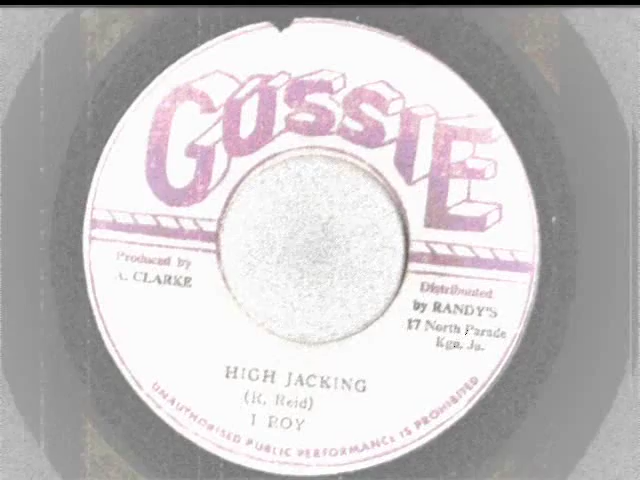 GOSSIE
Produced by
A. CLARKE
Distributed
by RANDY'S
17 North Parade
Kgn. Ja.
HIGH JACKING
(R. Reid)
I ROY
UNAUTHORISED PUBLIC PERFORMANCE IS PROHIBITED